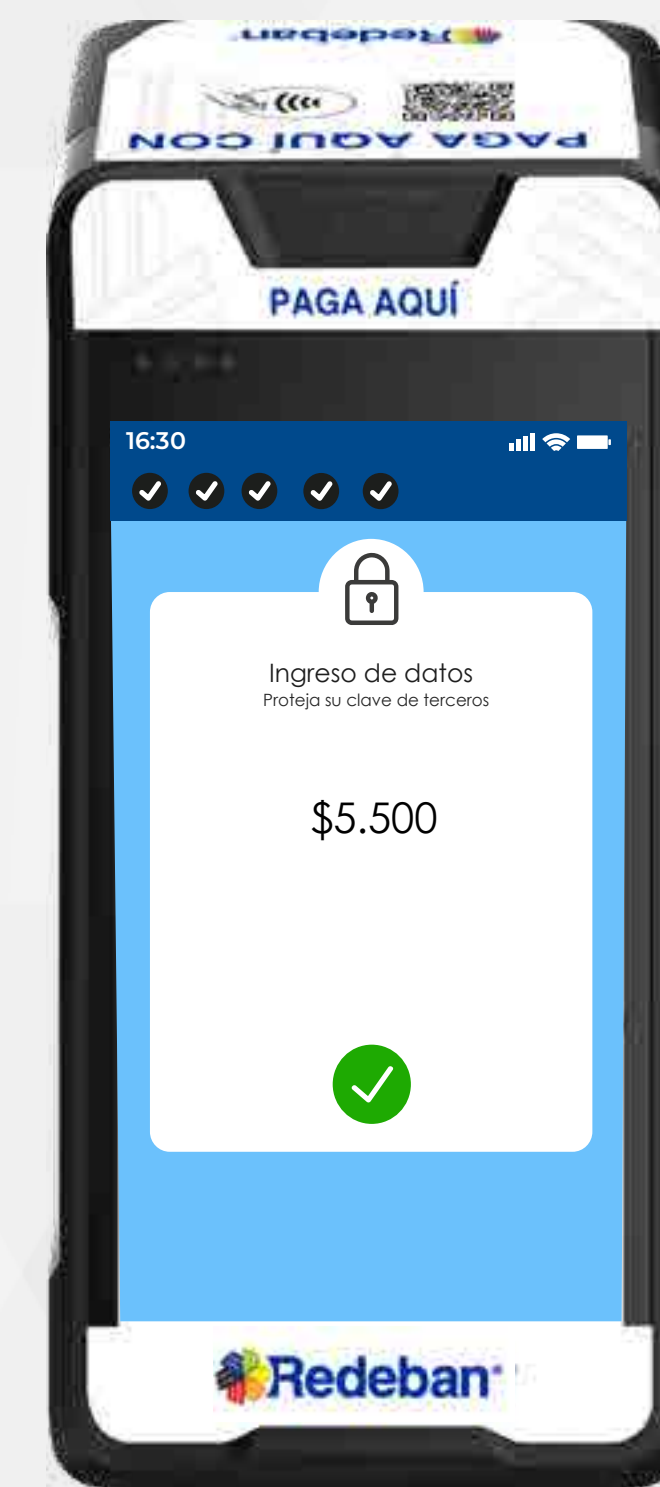 Redeban
PAGA AQUÍ CON
PAGA AQUÍ
16:30
Ingreso de datos
Proteja su clave de terceros
$5.500
Redeban